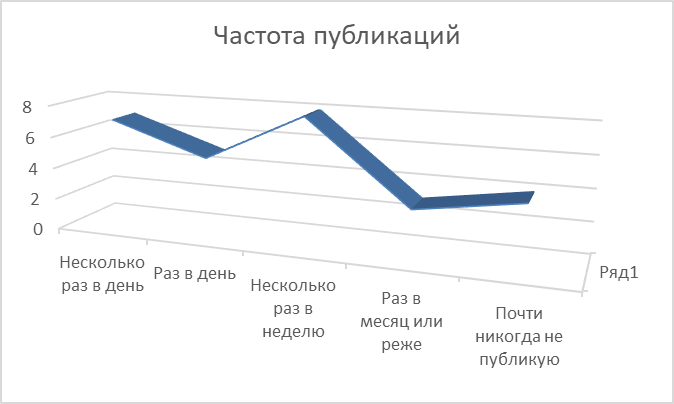 Частота публикаций
8
6
4
2
0
Несколько
раз в день
Раз в день
Несколько
раз в
неделю
Раз в
месяц или
реже
Почти
никогда не
публикую
Ряд1